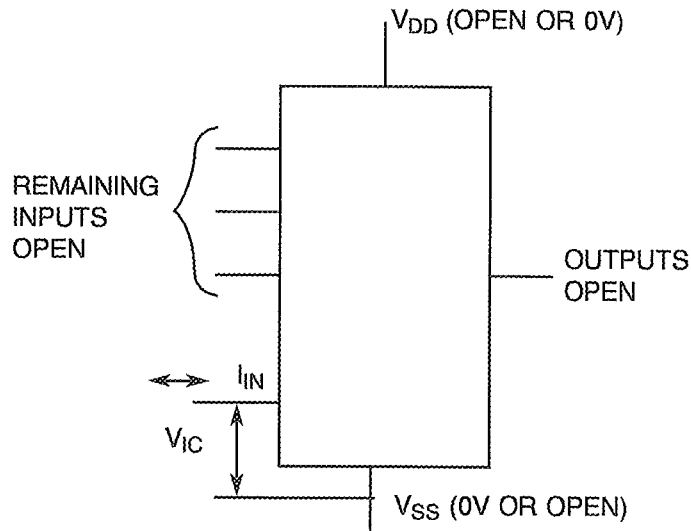 VDD (OPEN OR 0V)
REMAINING
INPUTS
OPEN
OUTPUTS
OPEN
IIN
VIC
VSS (0V OR OPEN)